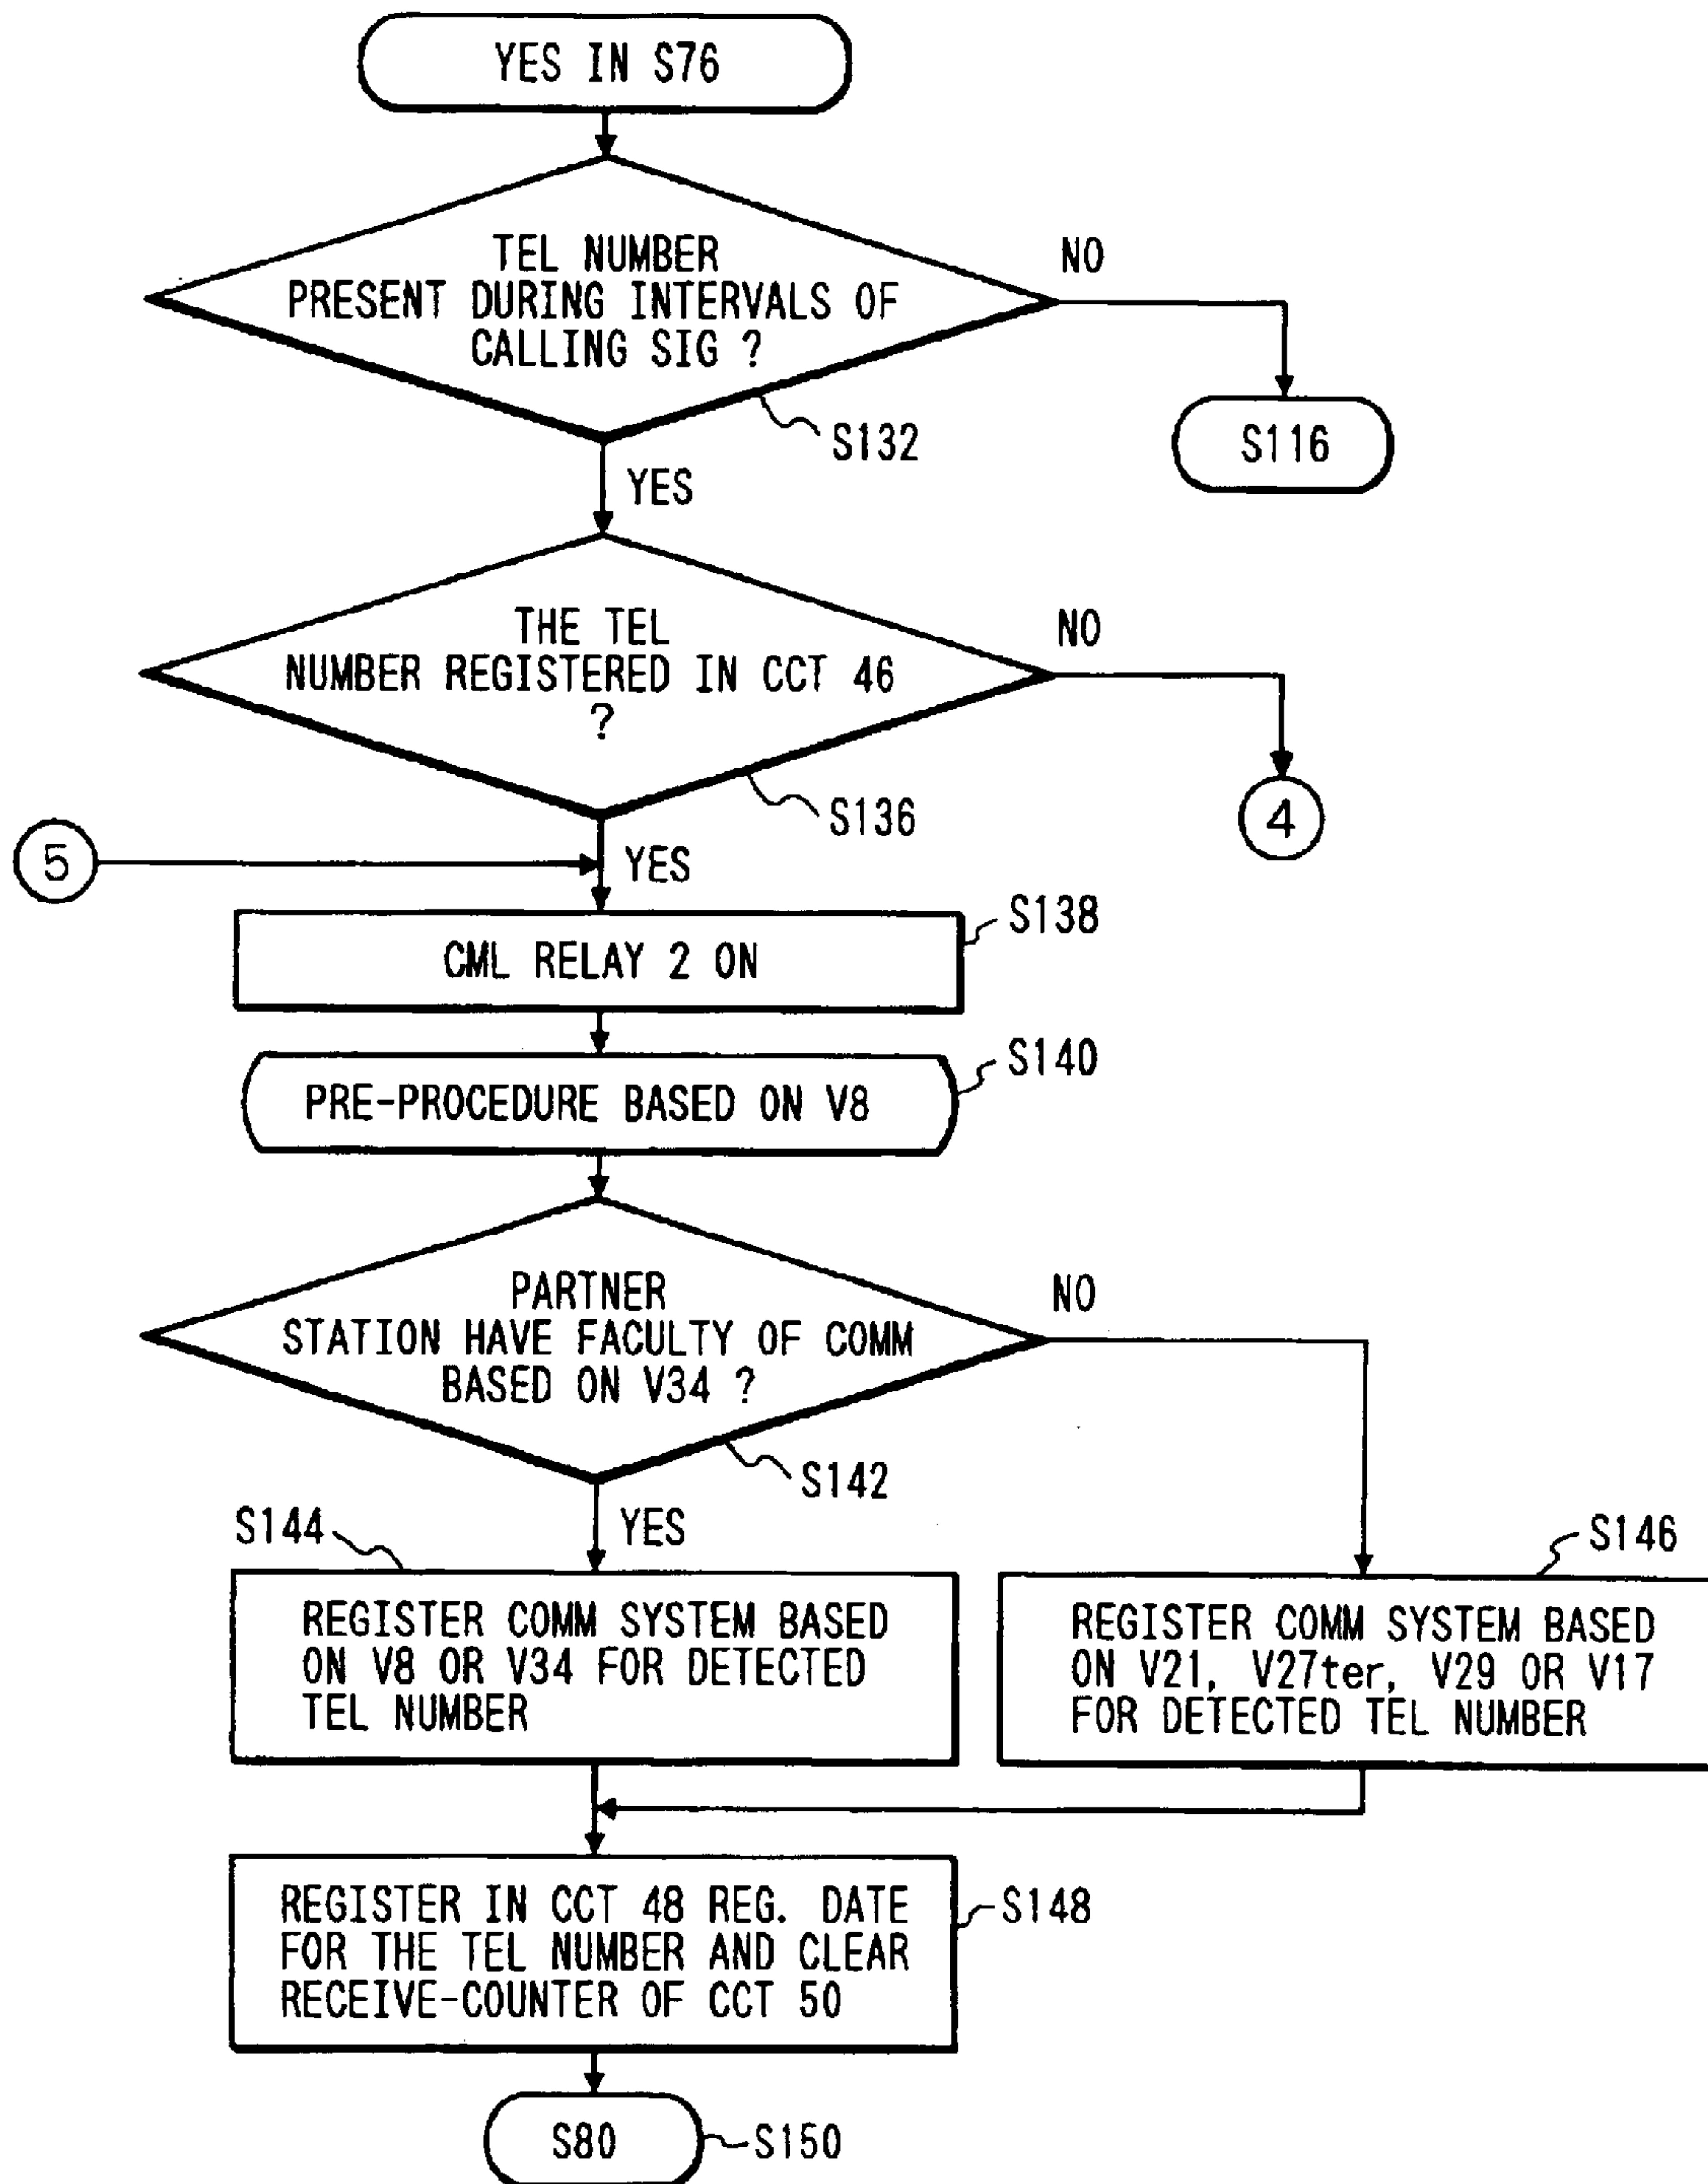 YES IN S76
TEL NUMBER
PRESENT DURING INTERVALS OF
CALLING SIG ?
NO
S132
S116
YES
THE TEL
NUMBER REGISTERED IN CCT 46
?
NO
S136
4
5
YES
S138
CML RELAY 2 ON
S140
PRE-PROCEDURE BASED ON V8
PARTNER
STATION HAVE FACULTY OF COMM
BASED ON V34 ?
NO
S142
YES
S144
REGISTER COMM SYSTEM BASED
ON V8 OR V34 FOR DETECTED
TEL NUMBER
S146
REGISTER COMM SYSTEM BASED
ON V21, V27ter, V29 OR V17
FOR DETECTED TEL NUMBER
REGISTER IN CCT 48 REG. DATE
FOR THE TEL NUMBER AND CLEAR
RECEIVE-COUNTER OF CCT 50
S148
S80
S150